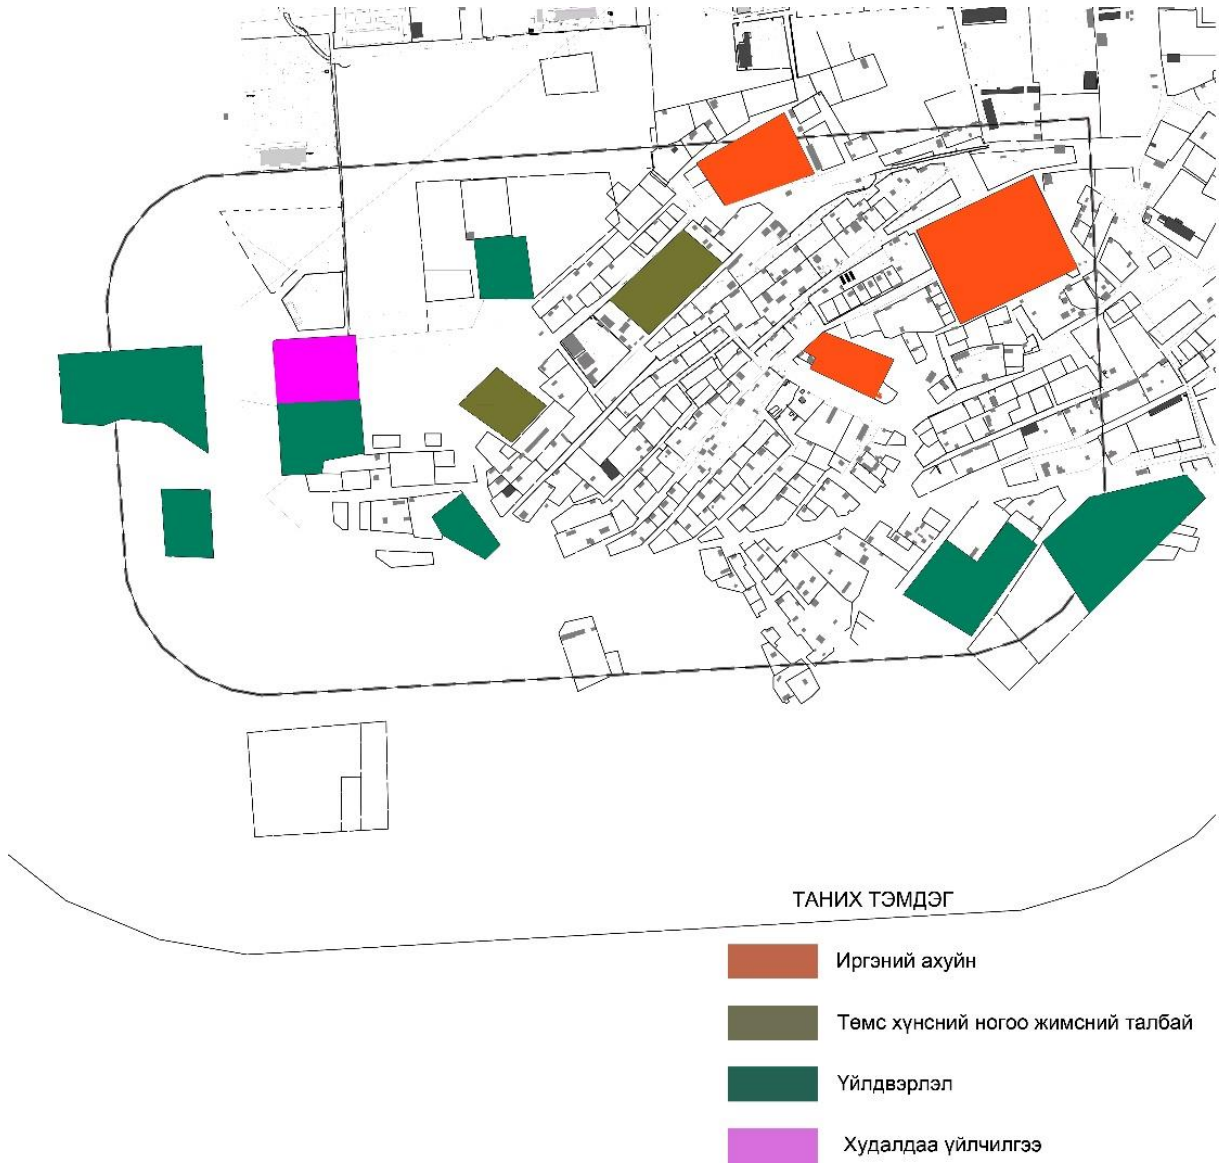 ТАНИХ ТЭМДЭГ
Иргэний ахуйн
Төмс хүнсний ногоо жимсний талбай
Үйлдвэрлэл
Худалдаа үйлчилгээ